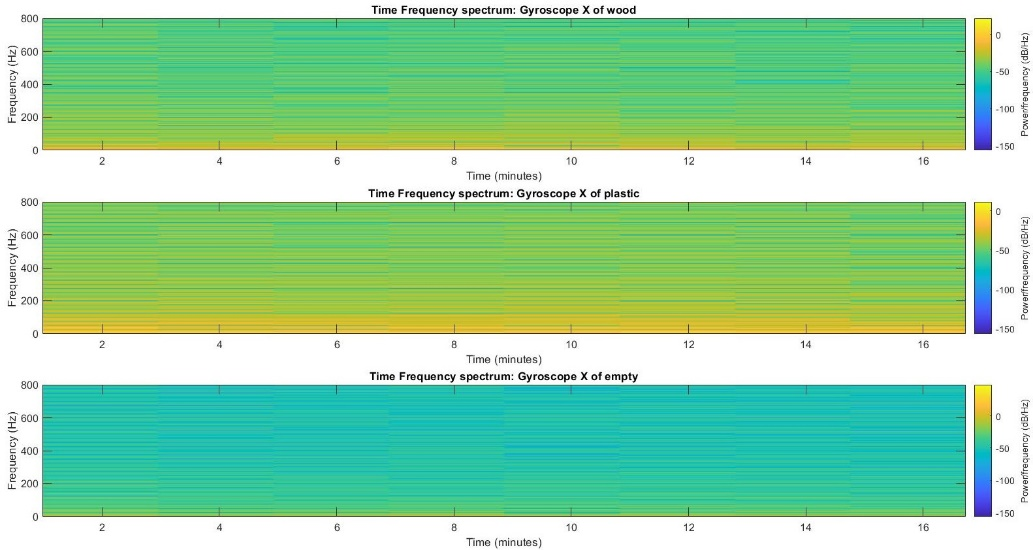 Time Frequency spectrum: Gyroscope X of wood
800
600
400
200
0
Frequency (Hz)
2 4 6 8 10 12 14 16
Time (minutes)
0
-50
-100
-150
Power/frequency (dB/Hz)
Time Frequency spectrum: Gyroscope X of plastic
800
600
400
200
0
Frequency (Hz)
2 4 6 8 10 12 14 16
Time (minutes)
0
-50
-100
-150
Power/frequency (dB/Hz)
Time Frequency spectrum: Gyroscope X of empty
800
600
400
200
0
Frequency (Hz)
2 4 6 8 10 12 14 16
Time (minutes)
0
-50
-100
-150
Power/frequency (dB/Hz)